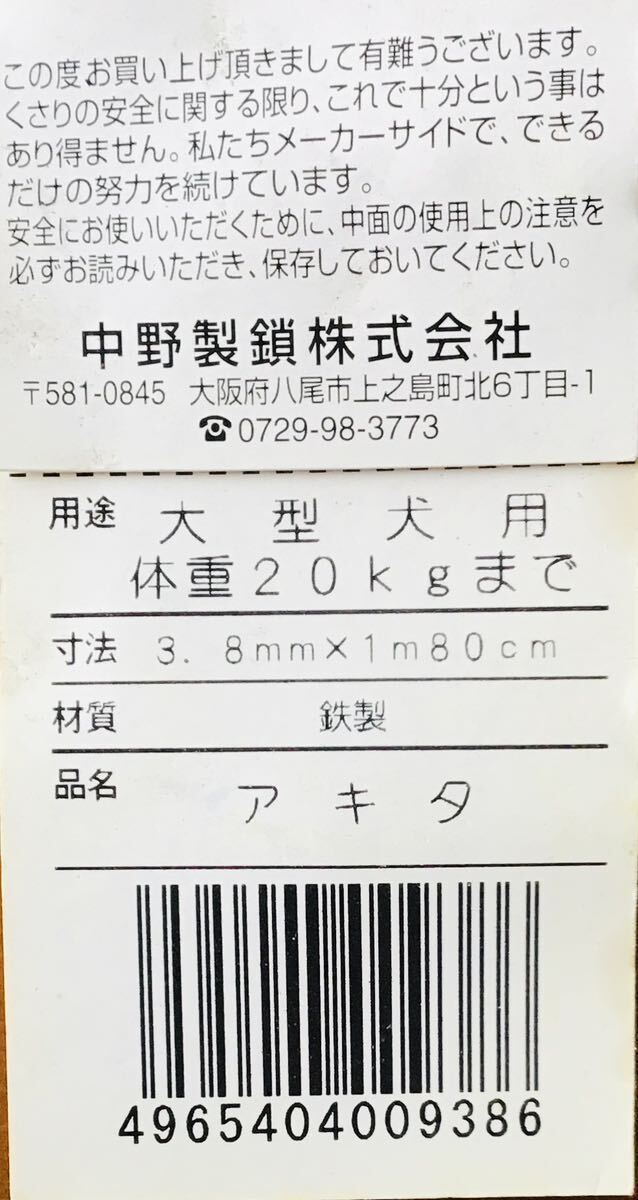 この度お買い上げ頂きまして有難うございます。
くさりの安全に関する限り、これで十分という事は
あり得ません。私たちメーカーサイドで、できる
だけの努力を続けています。
安全にお使いいただくために、中面の使用上の注意を
必ずお読みいただき、保存しておいてください。
中野製鎖株式会社
〒581-0845 大阪府八尾市上之島町北6丁目-1
☎0729-98-3773
用途 大型犬用
体重20kgまで
寸法 3.8mm×1m80cm
材質 鉄製
品名 アキタ
4965404009386